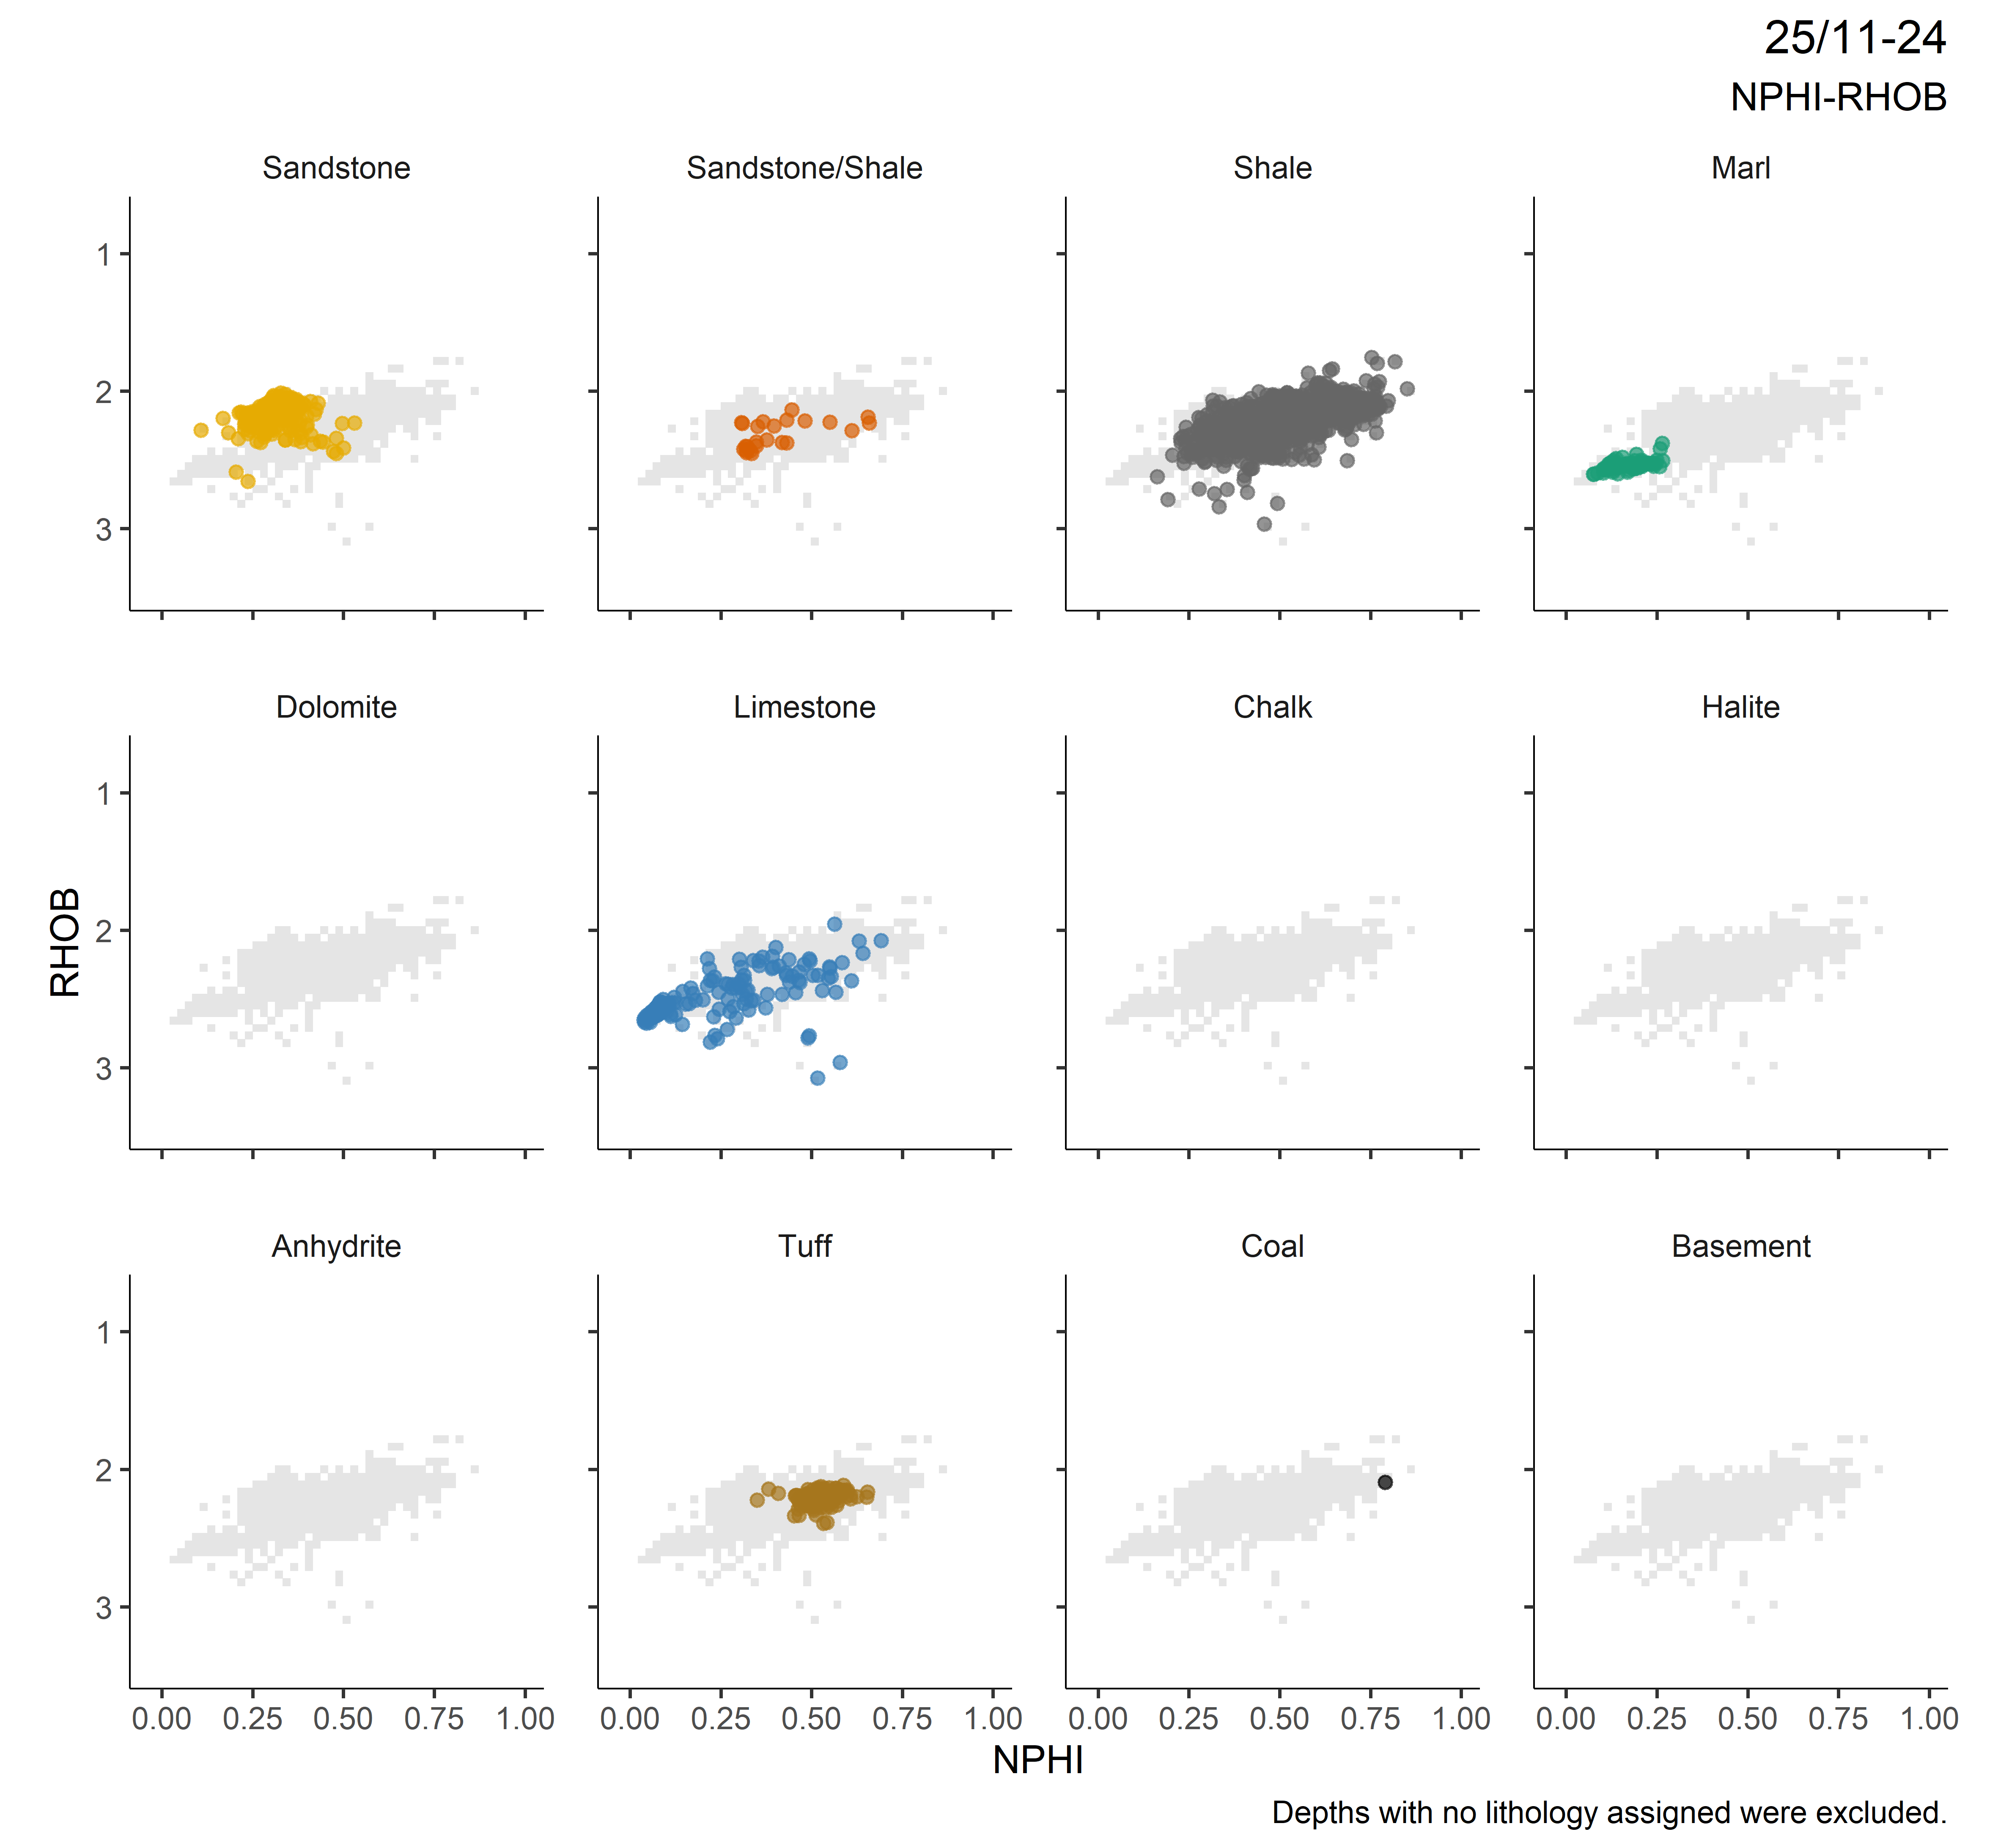 25/11-24
NPHI-RHOB
Sandstone
Sandstone/Shale
Shale
Marl
1
2
3
Dolomite
Limestone
Chalk
Halite
RHOB
1
2
3
Anhydrite
Tuff
Coal
Basement
1
2
3
0.00 0.25 0.50 0.75 1.00
0.00 0.25 0.50 0.75 1.00
0.00 0.25 0.50 0.75 1.00
0.00 0.25 0.50 0.75 1.00
NPHI
Depths with no lithology assigned were excluded.